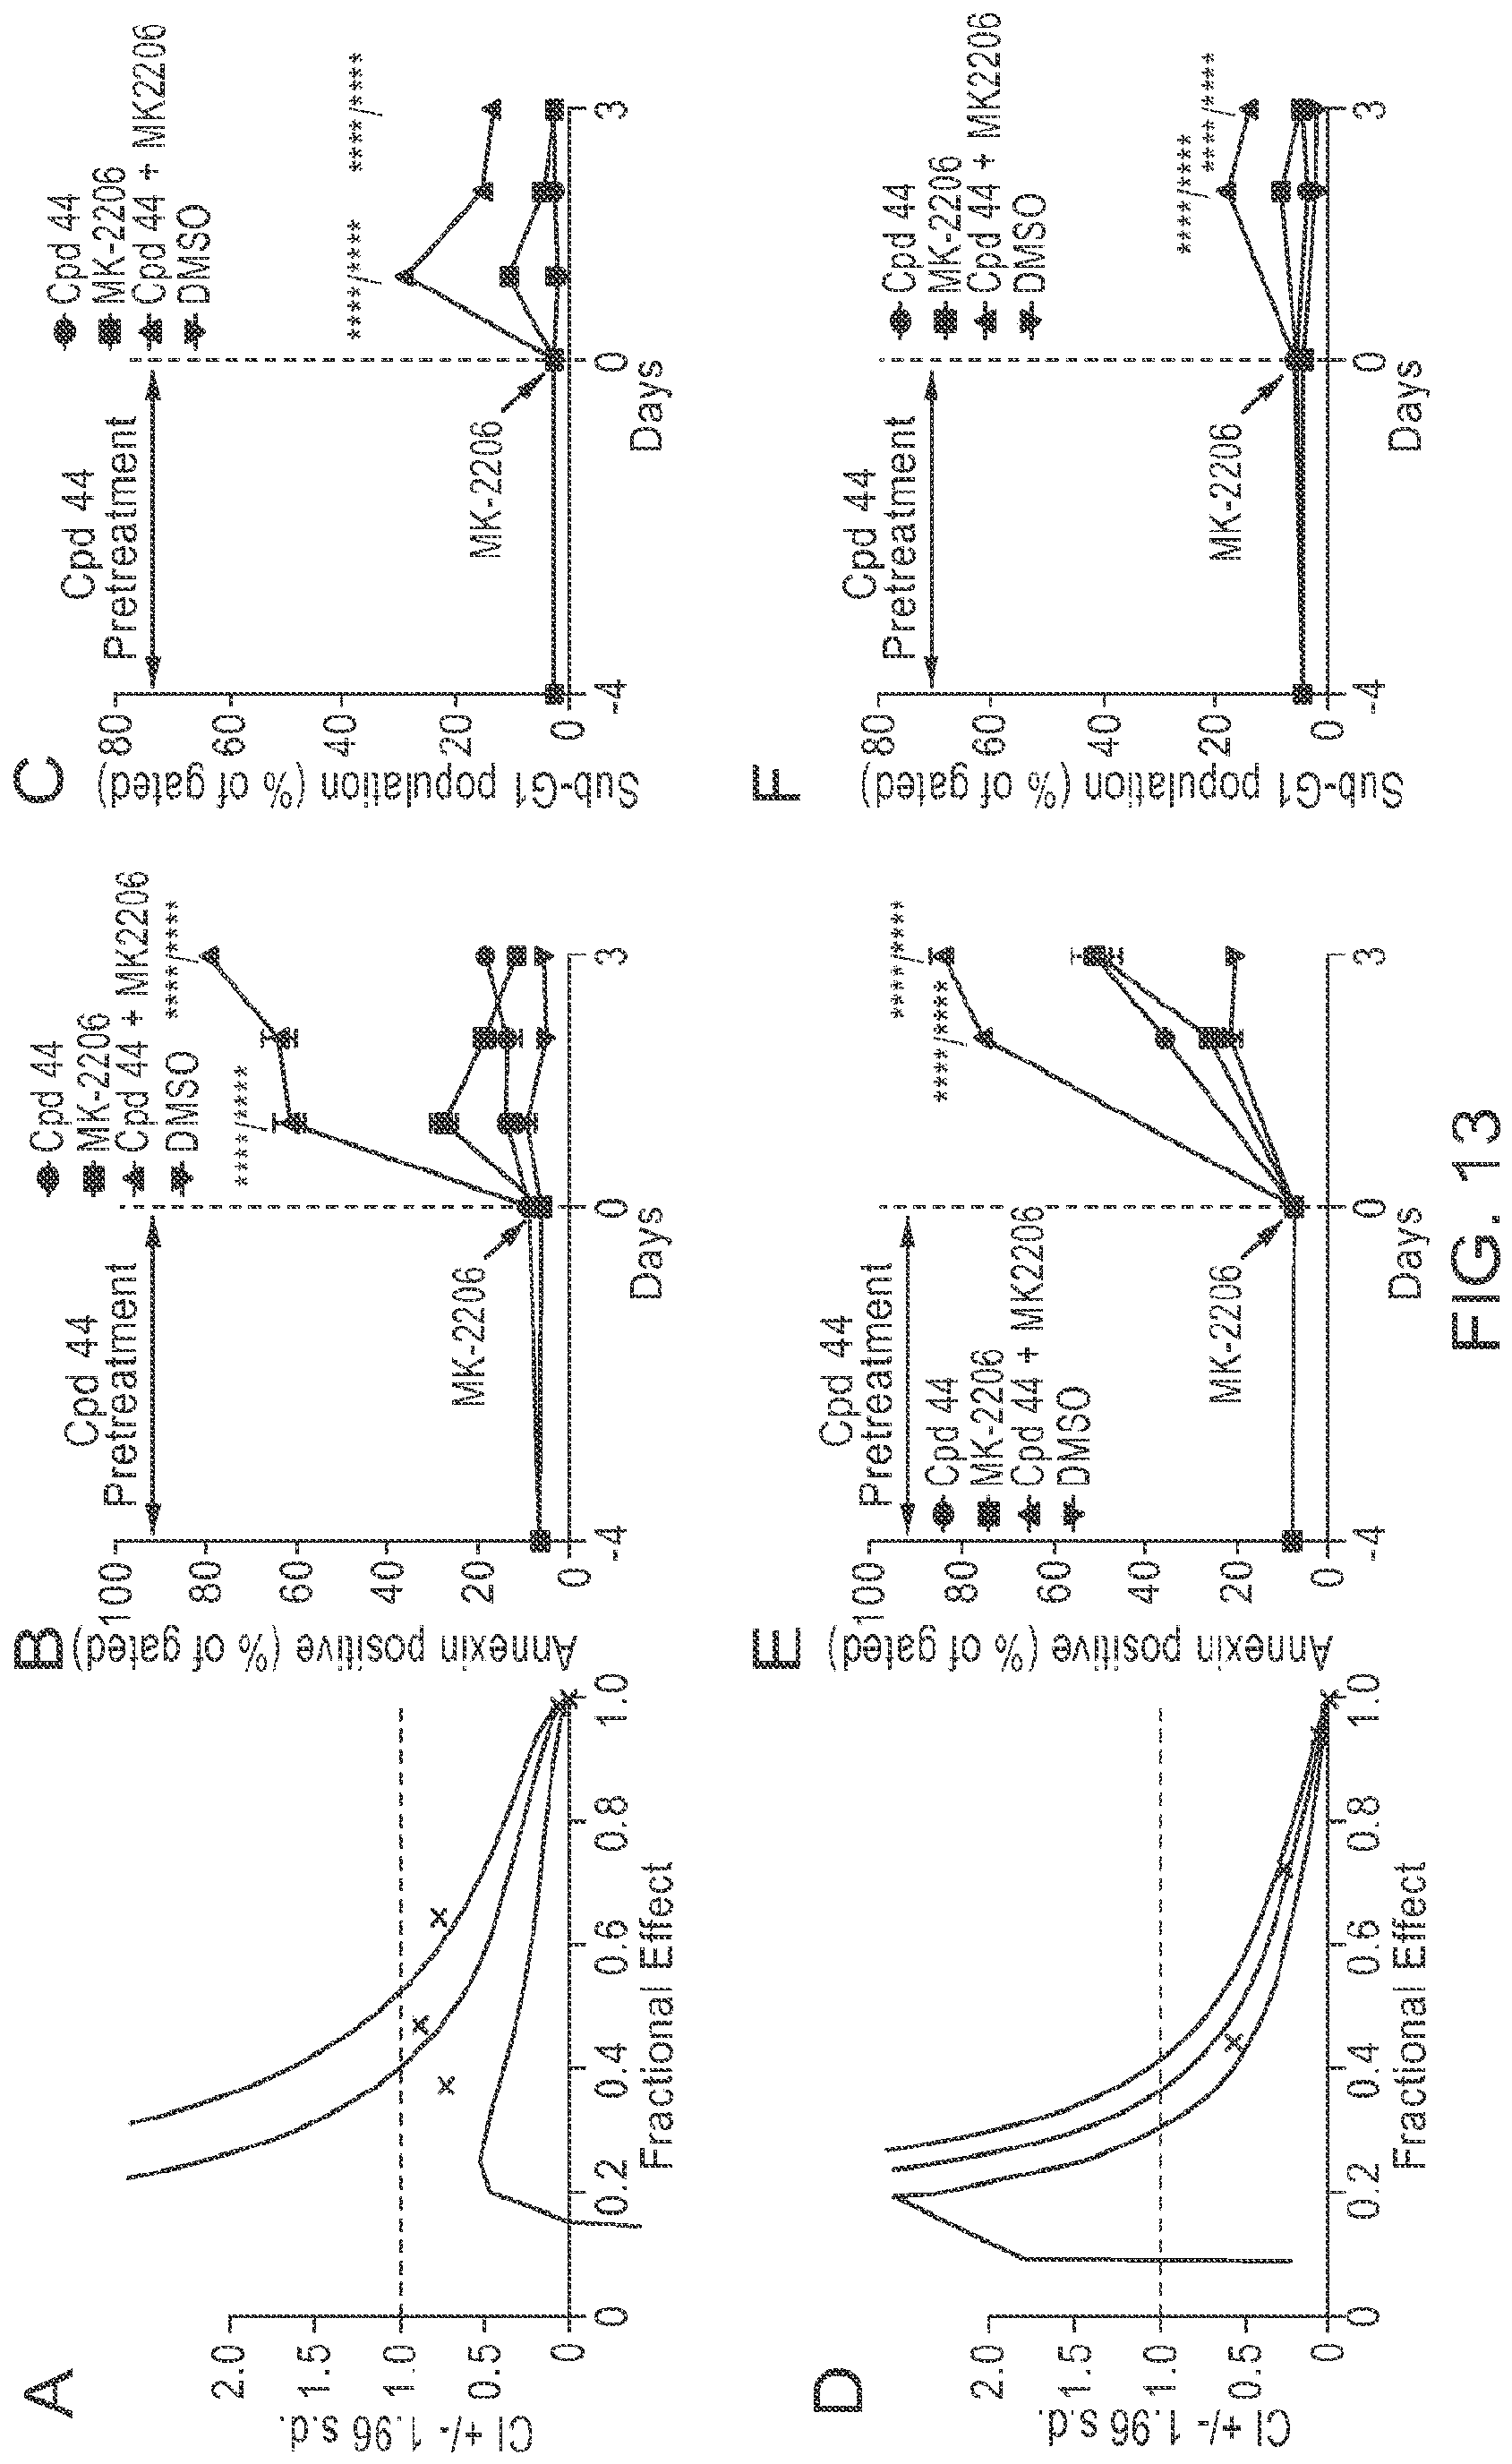 A
CI +/- 1.96 s.d.
2.0
1.5
1.0
0.5
0
0
0.2
0.4
0.6
0.8
1.0
Fractional Effect
B
Annexin positive (% of gated)
100
80
60
40
20
0
Cpd 44
Pretreatment
MK-2206
Cpd 44
MK-2206
Cpd 44 + MK2206
DMSO
****/****
****/****
-4
0
3
Days
C
Sub-G1 population (% of gated)
80
60
40
20
0
Cpd 44
Pretreatment
MK-2206
Cpd 44
MK-2206
Cpd 44 + MK2206
DMSO
****/****
****/****
-4
0
3
Days
D
CI +/- 1.96 s.d.
2.0
1.5
1.0
0.5
0
0
0.2
0.4
0.6
0.8
1.0
Fractional Effect
E
Annexin positive (% of gated)
100
80
60
40
20
0
Cpd 44
Pretreatment
Cpd 44
MK-2206
Cpd 44 + MK2206
DMSO
MK-2206
****/****
****/****
-4
0
3
Days
F
Sub-G1 population (% of gated)
80
60
40
20
0
Cpd 44
Pretreatment
MK-2206
Cpd 44
MK-2206
Cpd 44 + MK2206
DMSO
****/****
****/****
-4
0
3
Days
FIG. 13